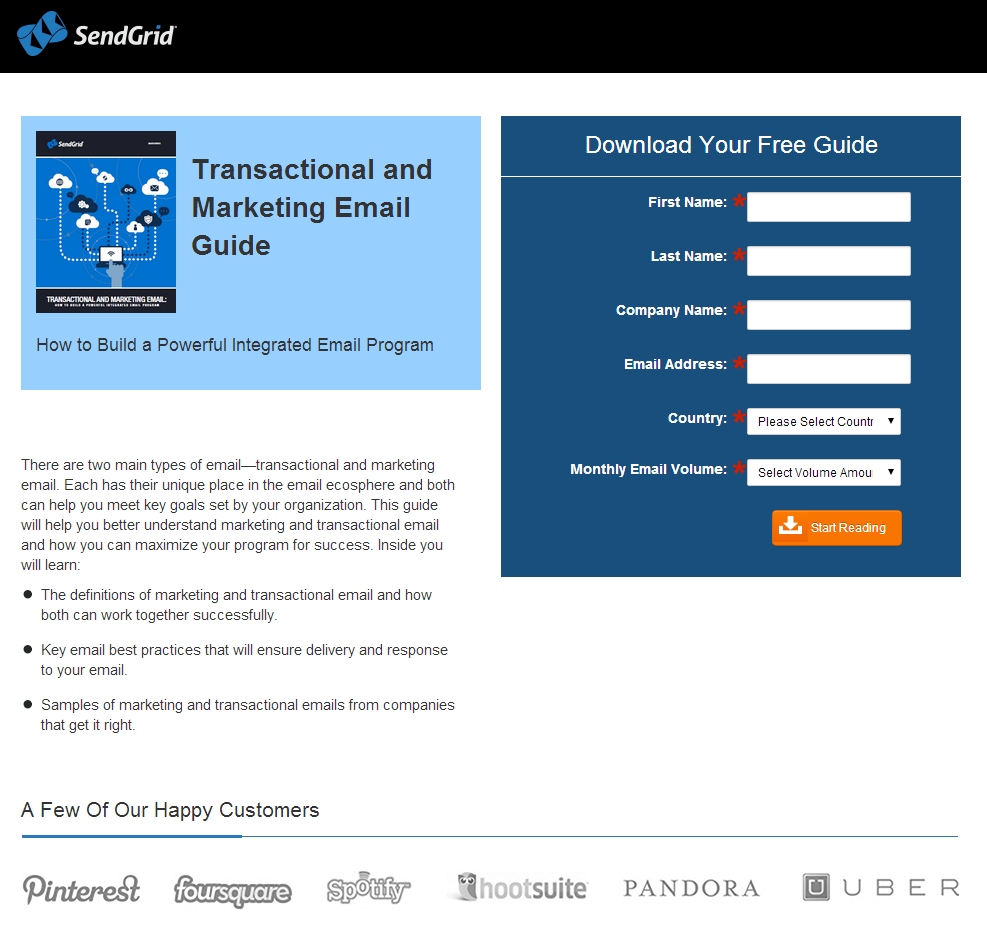 SendGrid
SendGrid
TRANSACTIONAL AND MARKETING EMAIL:
HOW TO BUILD A POWERFUL INTEGRATED EMAIL PROGRAM
Transactional and
Marketing Email
Guide
How to Build a Powerful Integrated Email Program
There are two main types of email—transactional and marketing
email. Each has their unique place in the email ecosphere and both
can help you meet key goals set by your organization. This guide
will help you better understand marketing and transactional email
and how you can maximize your program for success. Inside you
will learn:
● The definitions of marketing and transactional email and how
both can work together successfully.
● Key email best practices that will ensure delivery and response
to your email.
● Samples of marketing and transactional emails from companies
that get it right.
Download Your Free Guide
First Name: *
Last Name: *
Company Name: *
Email Address: *
Country: * Please Select Countr
Monthly Email Volume: * Select Volume Amou
Start Reading
A Few Of Our Happy Customers
Pinterest foursquare Spotify hootsuite PANDORA U UBER